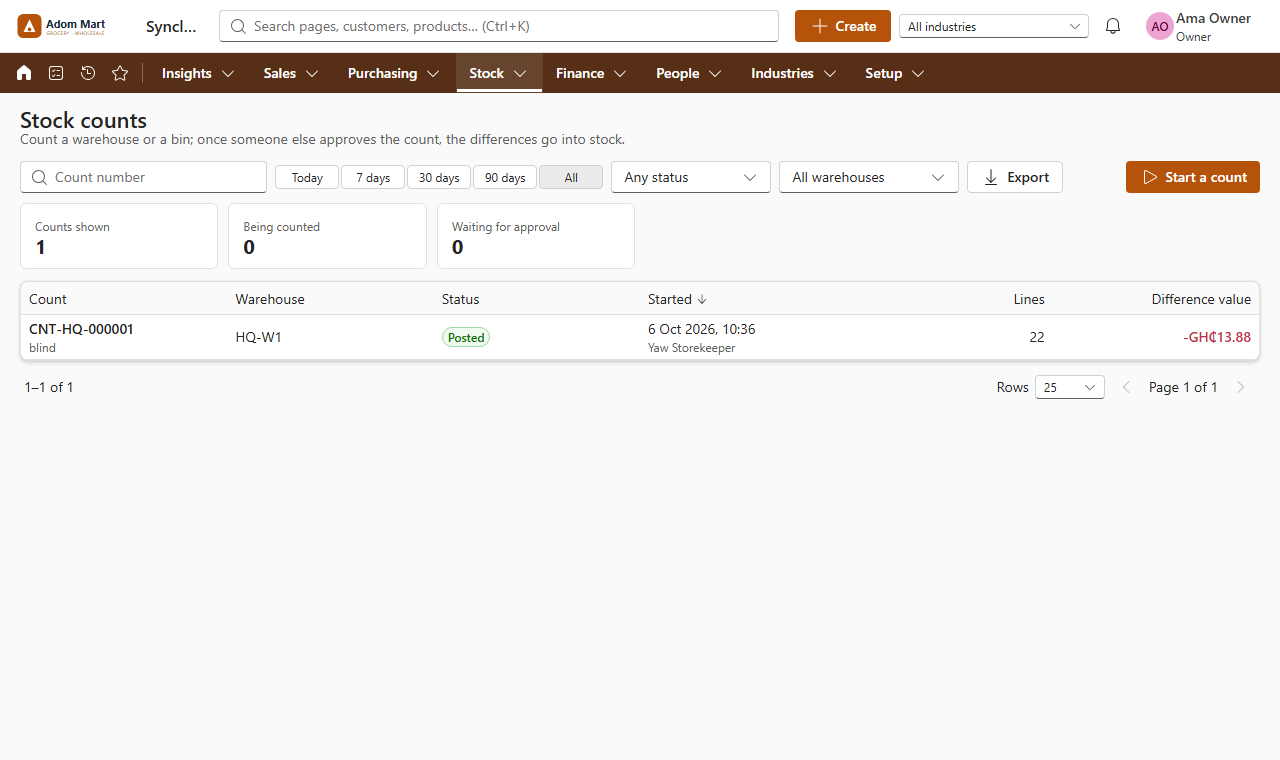 Adom Mart
GROCERY · WHOLESALE
Syncl...
Search pages, customers, products... (Ctrl+K)
Create
All industries
AO
Ama Owner
Owner
Insights
Sales
Purchasing
Stock
Finance
People
Industries
Setup
Stock counts
Count a warehouse or a bin; once someone else approves the count, the differences go into stock.
Count number
Today
7 days
30 days
90 days
All
Any status
All warehouses
Export
Start a count
Counts shown
1
Being counted
0
Waiting for approval
0
Count Warehouse Status Started Lines Difference value
CNT-HQ-000001
blind
HQ-W1
Posted
6 Oct 2026, 10:36
Yaw Storekeeper
22
-GH₵13.88
1–1 of 1
Rows 25
Page 1 of 1